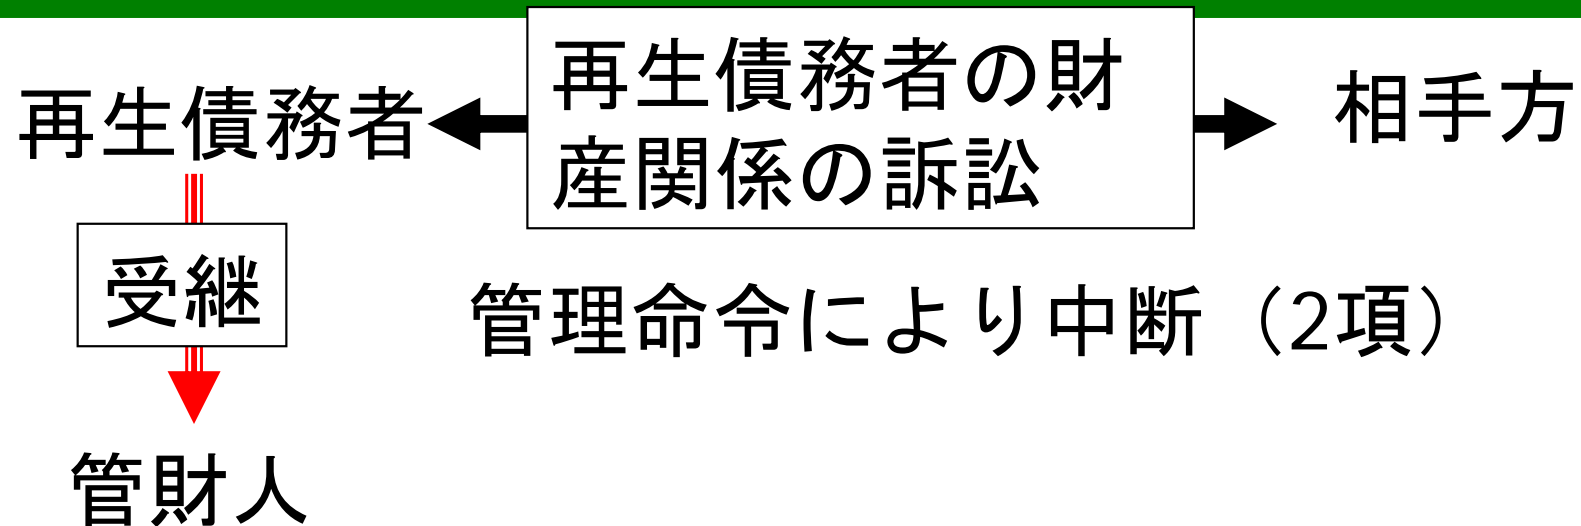 再生債務者
再生債務者の財
産関係の訴訟
相手方
受継
管理命令により中断（2項）
管財人